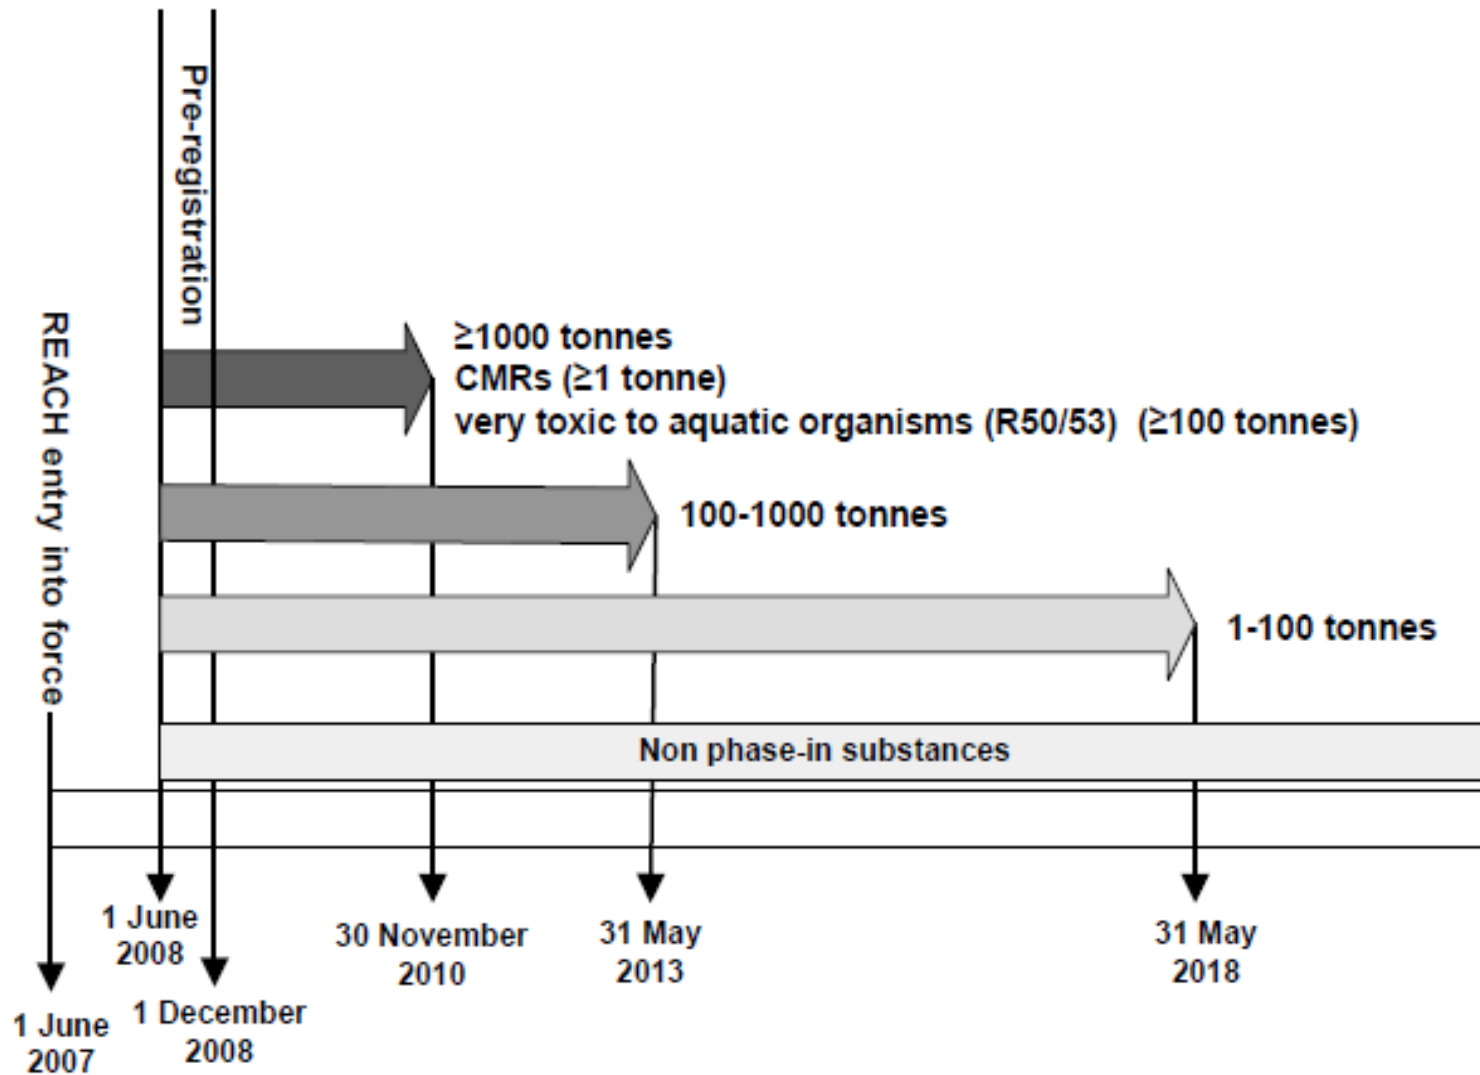 Pre-registration
REACH entry into force
≥1000 tonnes
CMRs (≥1 tonne)
very toxic to aquatic organisms (R50/53) (≥100 tonnes)
100-1000 tonnes
1-100 tonnes
Non phase-in substances
1 June
2008
30 November
2010
31 May
2013
31 May
2018
1 June
2007
1 December
2008